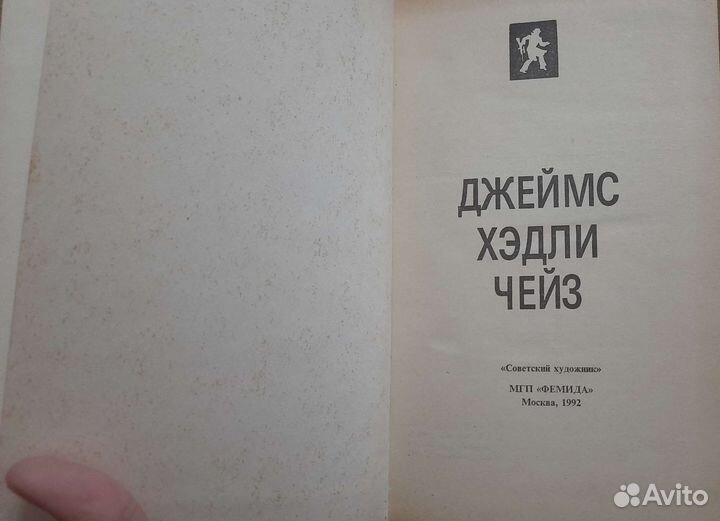 ДЖЕЙМС
ХЭДЛИ
ЧЕЙЗ
«Советский художник»
МГП «ФЕМИДА»
Москва, 1992
Avito